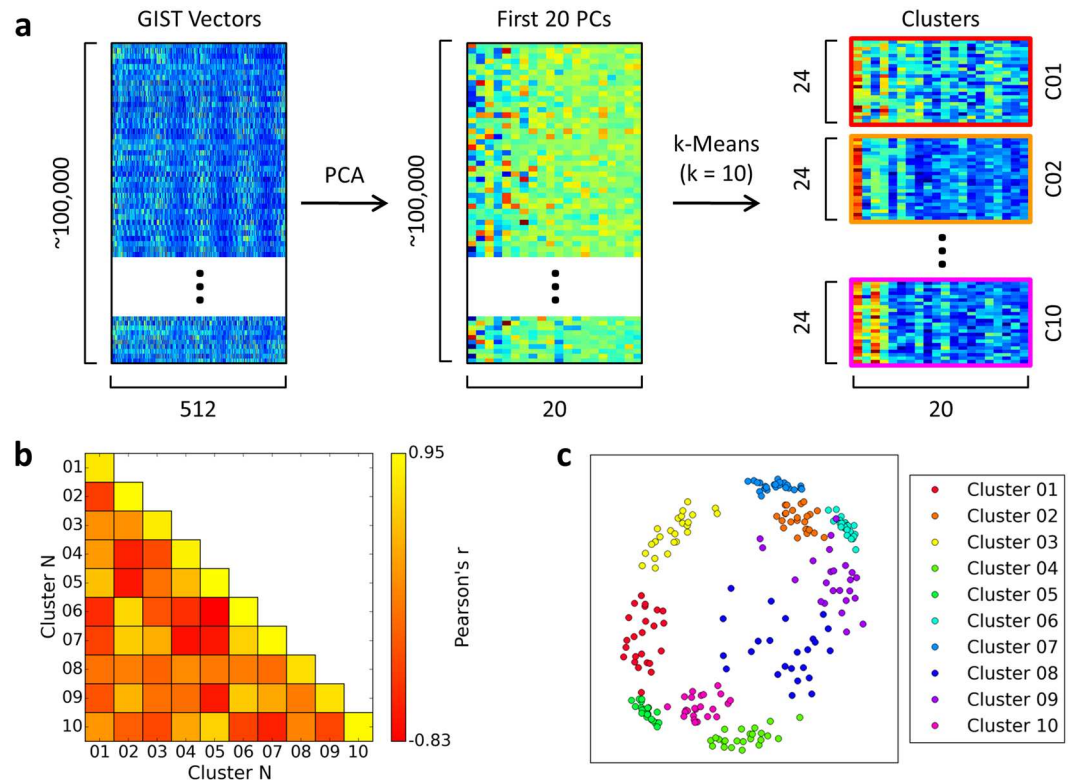 a
GIST Vectors
First 20 PCs
Clusters
~100,000
512
PCA
~100,000
20
k-Means
(k = 10)
24
C01
24
C02
24
C10
20
b
01
02
03
04
05
06
07
08
09
10
Cluster N
01 02 03 04 05 06 07 08 09 10
Cluster N
0.95
-0.83
Pearson's r
c
Cluster 01
Cluster 02
Cluster 03
Cluster 04
Cluster 05
Cluster 06
Cluster 07
Cluster 08
Cluster 09
Cluster 10